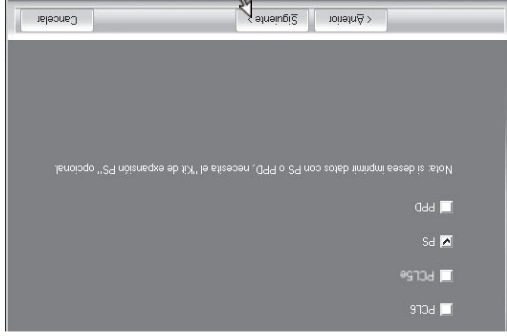 PCL6
PCL5e
PS
PPD
Nota: si desea imprimir datos con PS o PPD, necesita el "Kit de expansión PS" opcional.
< Anterior
Siguiente >
Cancelar